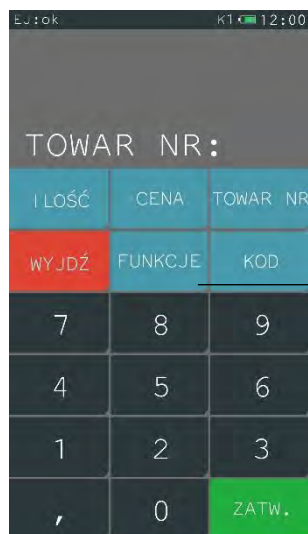 EJ:ok K1 12:00
TOWAR NR:
ILOŚĆ CENA TOWAR NR
WYJDŹ FUNKCJE KOD
7 8 9
4 5 6
1 2 3
, 0 ZATW.